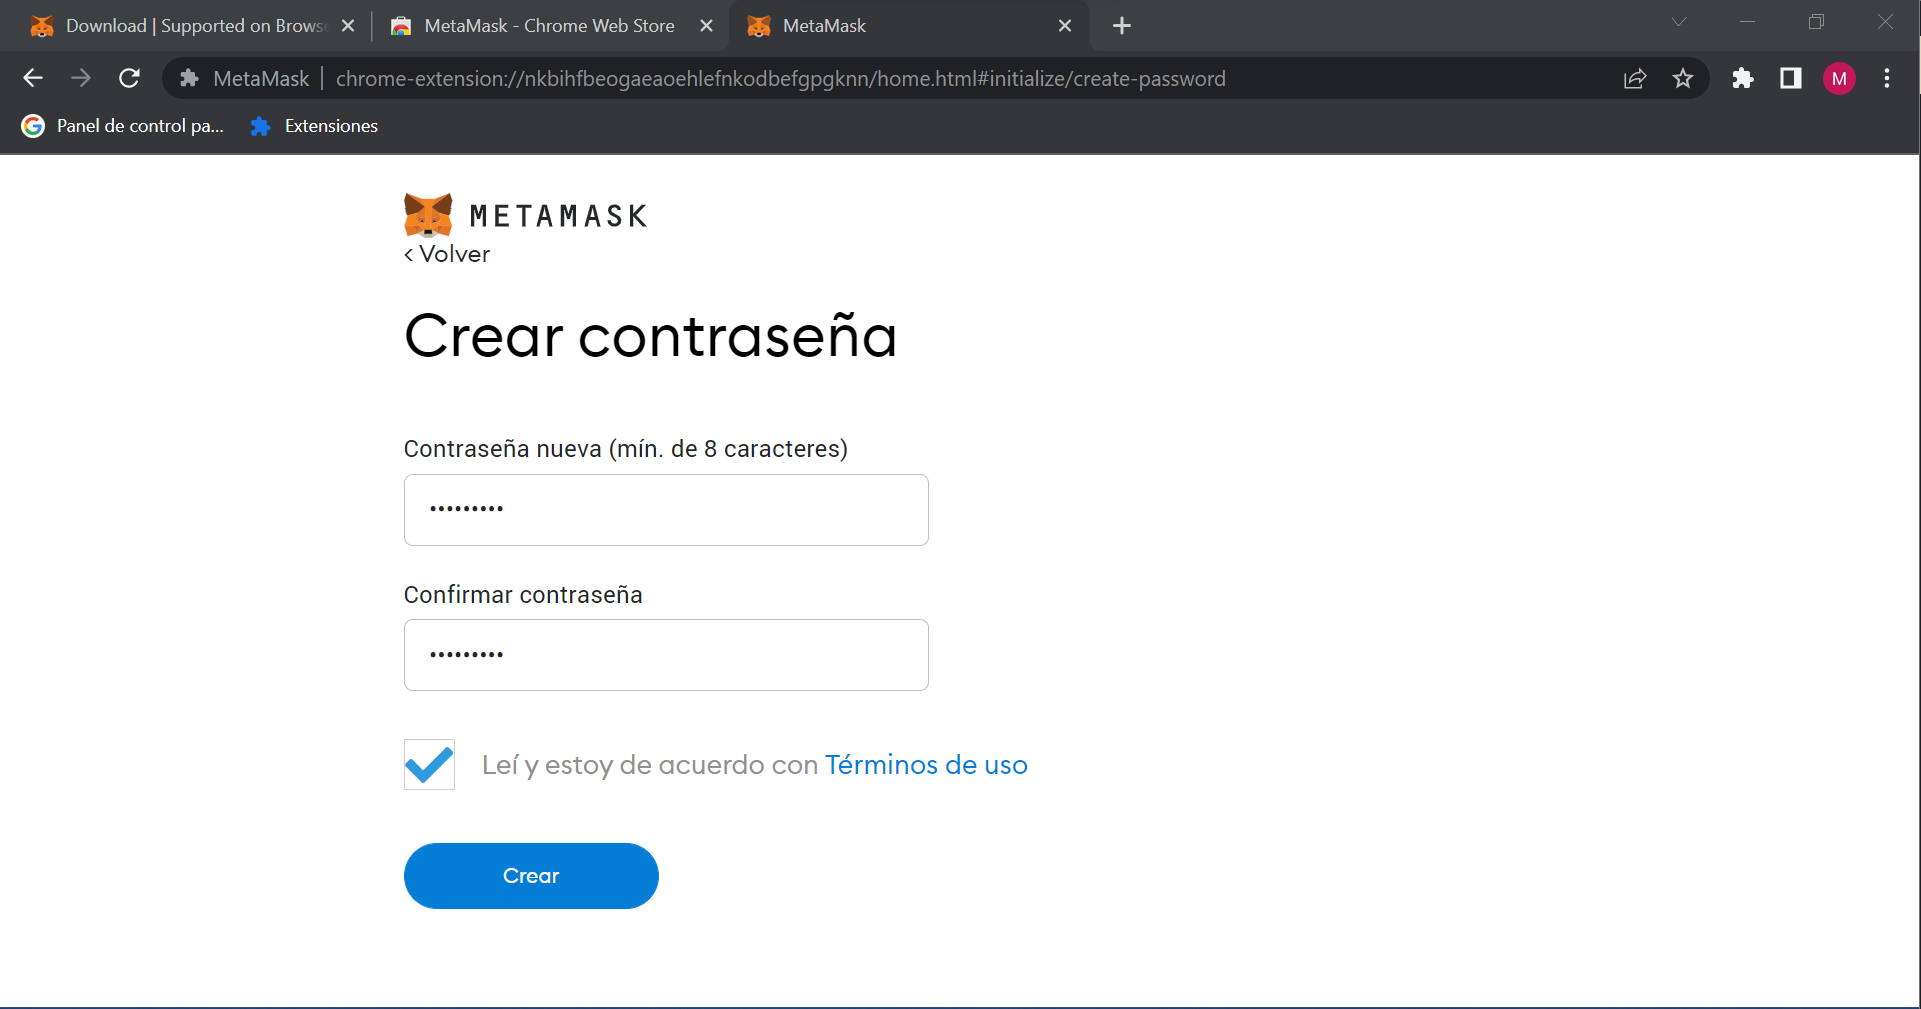 Download | Supported on Browse
MetaMask - Chrome Web Store
MetaMask
MetaMask | chrome-extension://nkbihfbeogaeaoehlefnkodbefgpgknn/home.html#initialize/create-password
M
Panel de control pa...
Extensiones
METAMASK
< Volver
Crear contraseña
Contraseña nueva (mín. de 8 caracteres)
•••••••••
Confirmar contraseña
•••••••••
Leí y estoy de acuerdo con Términos de uso
Crear